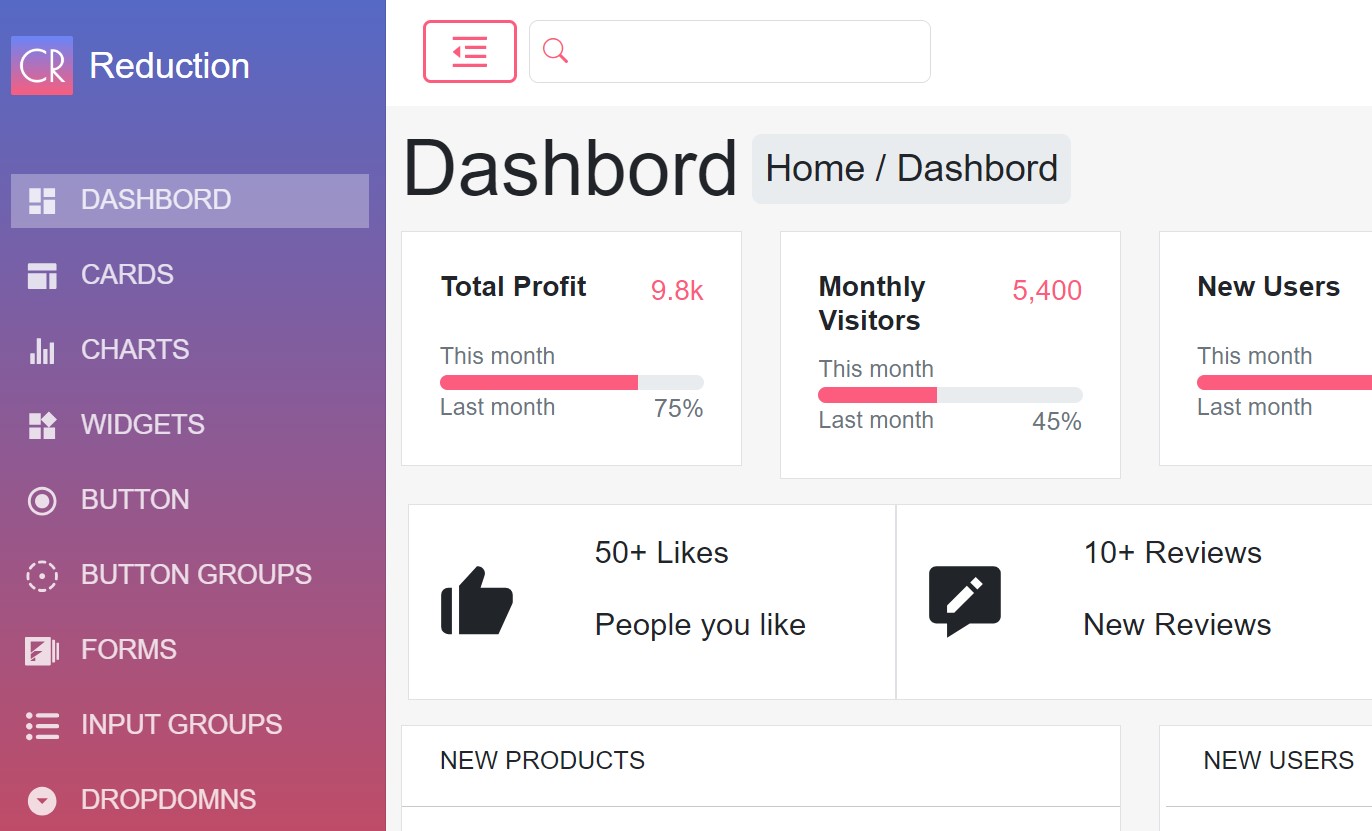 CR Reduction
DASHBORD
CARDS
CHARTS
WIDGETS
BUTTON
BUTTON GROUPS
FORMS
INPUT GROUPS
DROPDOMNS
Dashbord
Home / Dashbord
Total Profit
9.8k
This month
Last month
75%
Monthly
Visitors
5,400
This month
Last month
45%
New Users
This month
Last month
50+ Likes
People you like
10+ Reviews
New Reviews
NEW PRODUCTS
NEW USERS